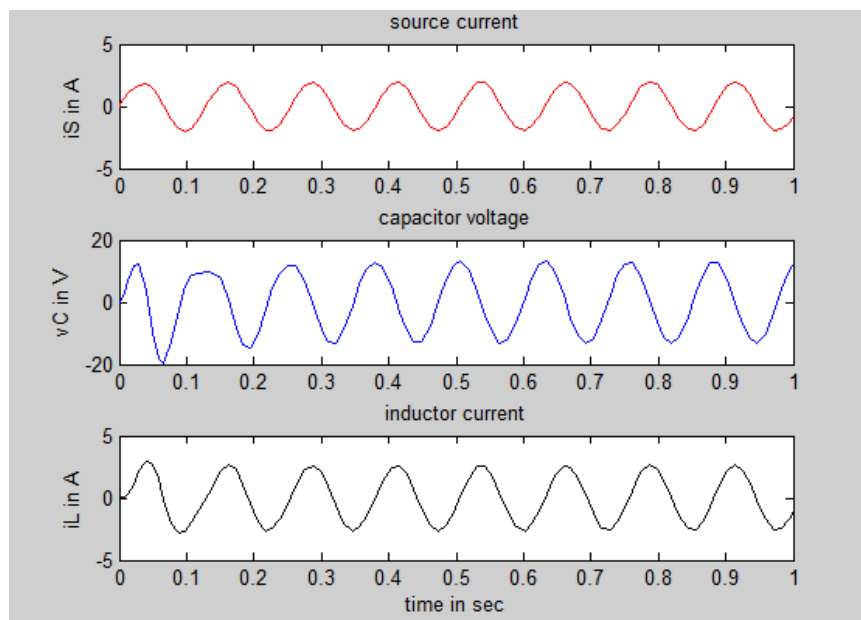 source current
5
0
-5
iS in A
0 0.1 0.2 0.3 0.4 0.5 0.6 0.7 0.8 0.9 1
capacitor voltage
20
0
-20
vC in V
0 0.1 0.2 0.3 0.4 0.5 0.6 0.7 0.8 0.9 1
inductor current
5
0
-5
iL in A
0 0.1 0.2 0.3 0.4 0.5 0.6 0.7 0.8 0.9 1
time in sec